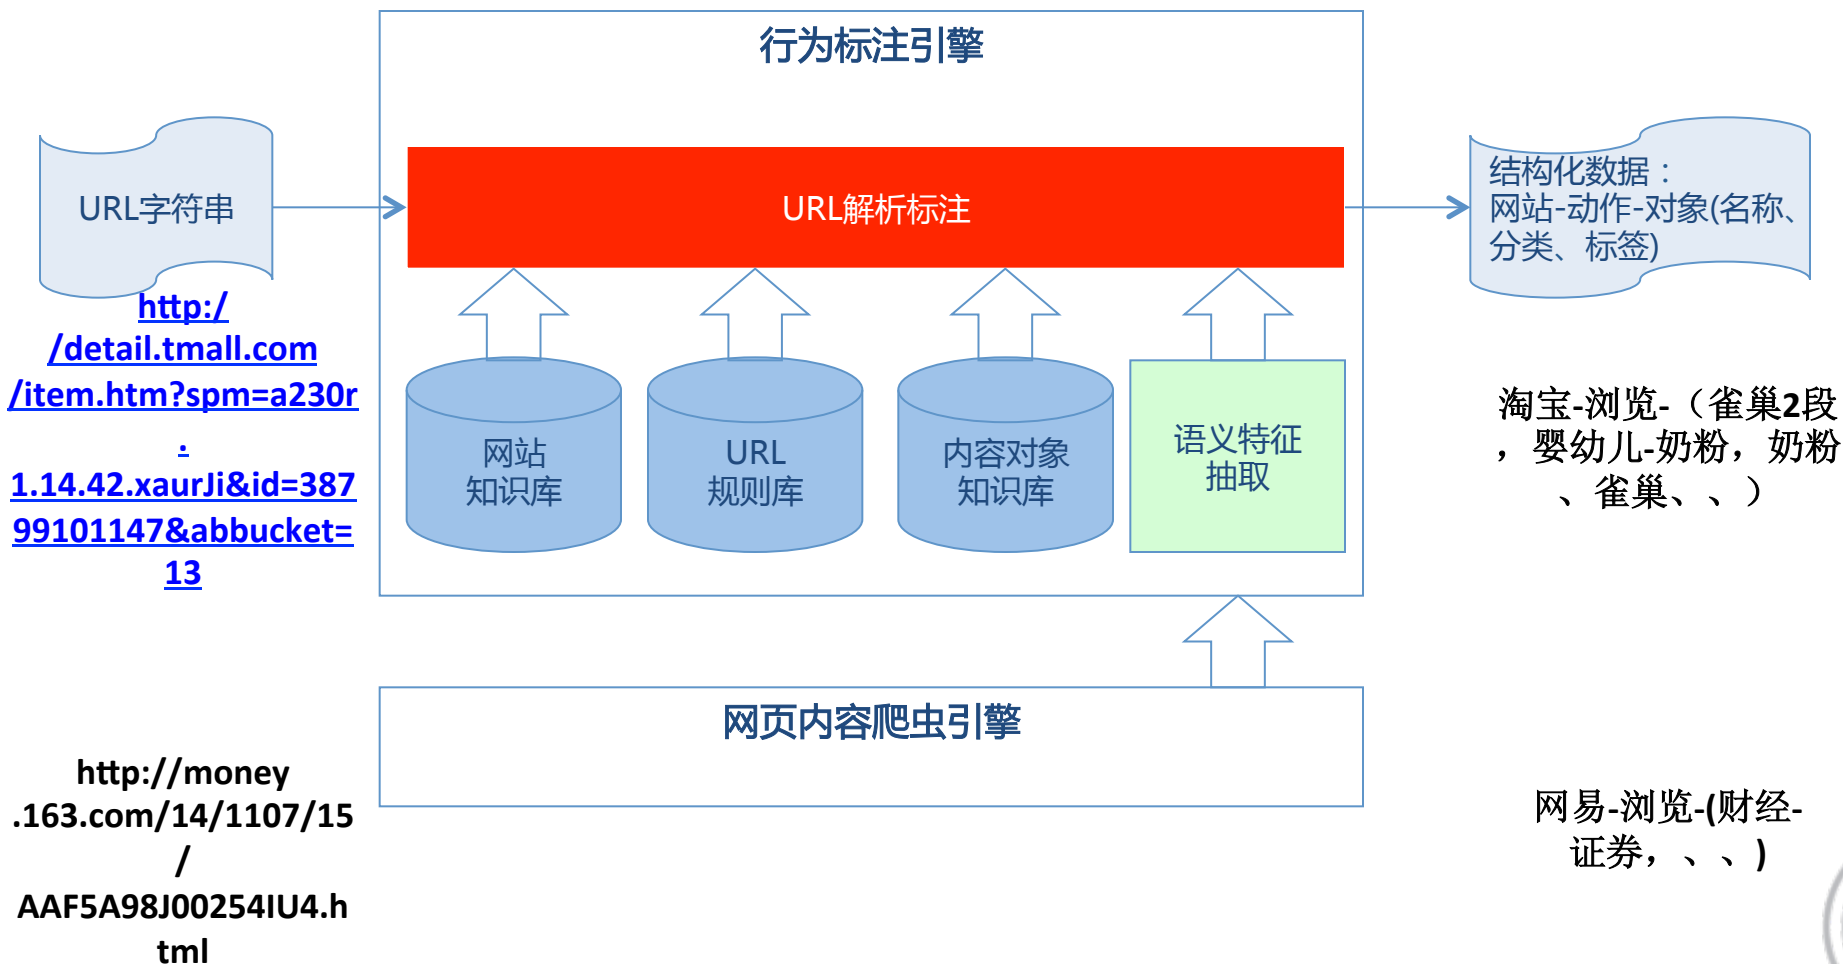 行为标注引擎
URL字符串
URL解析标注
结构化数据：
网站-动作-对象(名称、
分类、标签)
http:/
/detail.tmall.com
/item.htm?spm=a230r
.
1.14.42.xaurJi&id=387
99101147&abbucket=
13
网站
知识库
URL
规则库
内容对象
知识库
语义特征
抽取
淘宝-浏览-（雀巢2段
，婴幼儿-奶粉，奶粉
、雀巢、、）
网页内容爬虫引擎
http://money
.163.com/14/1107/15
/
AAF5A98J00254IU4.h
tml
网易-浏览-(财经-
证券，、、)